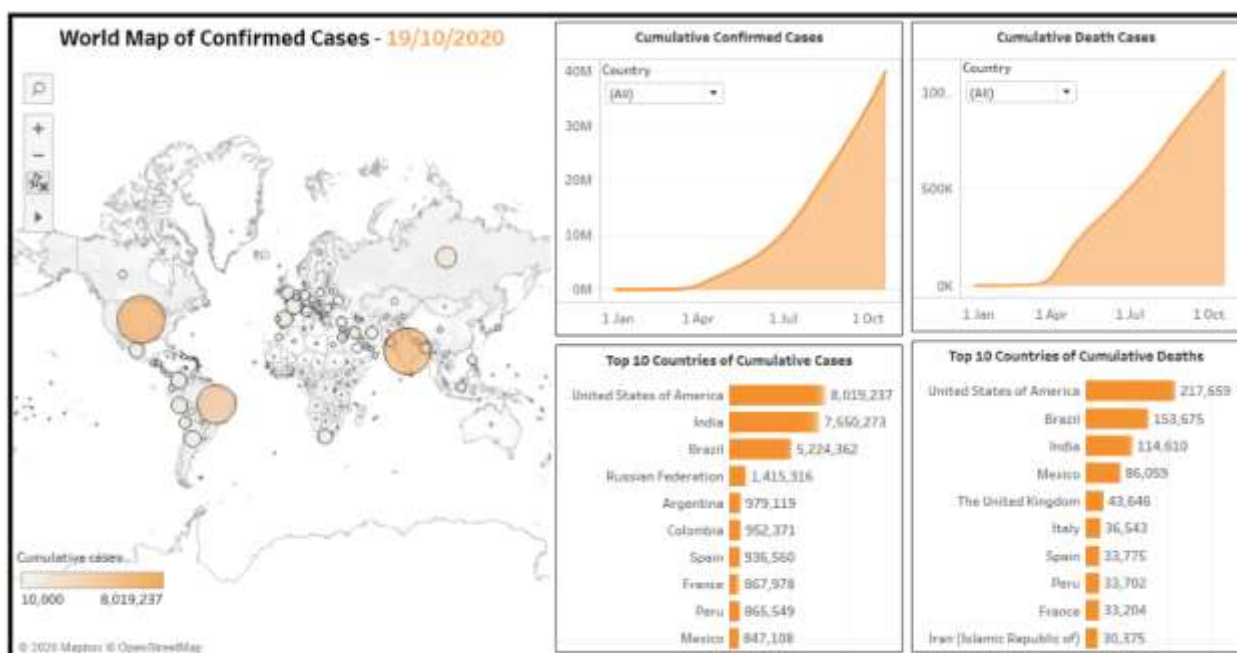 World Map of Confirmed Cases - 19/10/2020
Cumulative cases...
10,000 8,019,237
© 2020 Mapbox © OpenStreetMap
Cumulative Confirmed Cases
Country
(All)
40M
30M
20M
10M
0M
1 Jan 1 Apr 1 Jul 1 Oct
Cumulative Death Cases
Country
(All)
100..
500K
0K
1 Jan 1 Apr 1 Jul 1 Oct
Top 10 Countries of Cumulative Cases
United States of America 8,019,237
India 7,550,273
Brazil 5,224,362
Russian Federation 1,415,316
Argentina 979,119
Colombia 952,371
Spain 936,560
France 867,978
Peru 865,549
Mexico 847,108
Top 10 Countries of Cumulative Deaths
United States of America 217,659
Brazil 153,675
India 114,610
Mexico 86,059
The United Kingdom 43,646
Italy 36,543
Spain 33,775
Peru 33,702
France 33,204
Iran (Islamic Republic of) 30,375